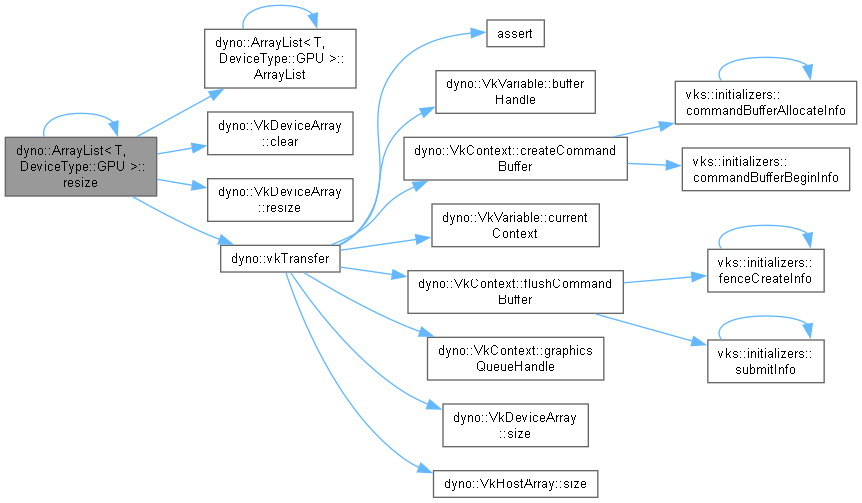 dyno::ArrayList< T,
DeviceType::GPU >::
resize
dyno::ArrayList< T,
DeviceType::GPU >::
ArrayList
dyno::VkDeviceArray
::clear
dyno::VkDeviceArray
::resize
dyno::vkTransfer
assert
dyno::VkVariable::buffer
Handle
dyno::VkContext::createCommand
Buffer
dyno::VkVariable::current
Context
dyno::VkContext::flushCommand
Buffer
dyno::VkContext::graphics
QueueHandle
dyno::VkDeviceArray
::size
dyno::VkHostArray::size
vks::initializers::
commandBufferAllocateInfo
vks::initializers::
commandBufferBeginInfo
vks::initializers::
fenceCreateInfo
vks::initializers::
submitInfo